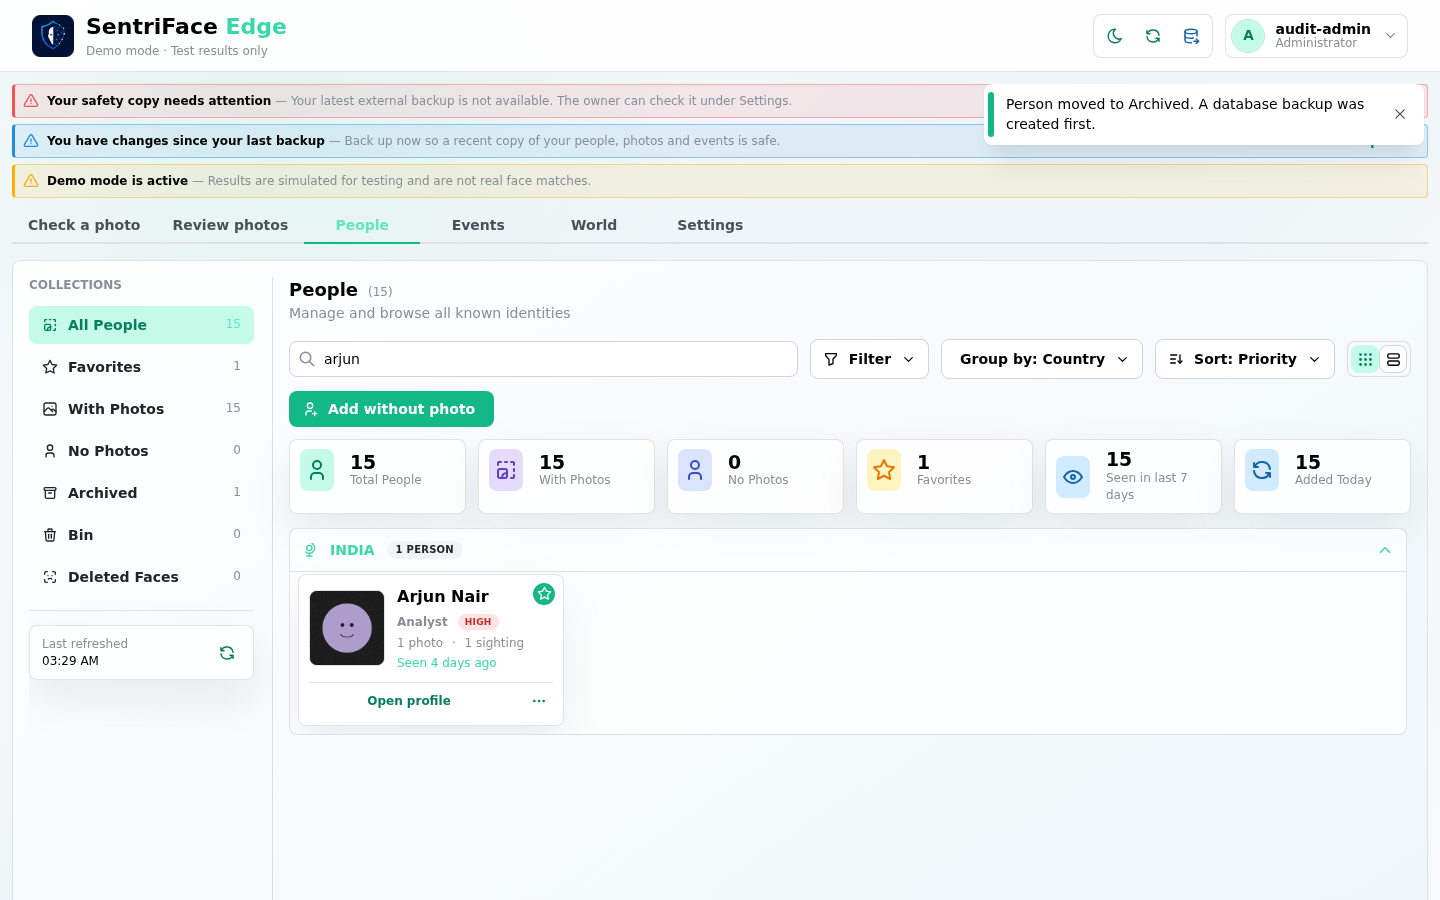 SentriFace Edge
Demo mode · Test results only
A
audit-admin
Administrator
Your safety copy needs attention — Your latest external backup is not available. The owner can check it under Settings.
You have changes since your last backup — Back up now so a recent copy of your people, photos and events is safe.
Demo mode is active — Results are simulated for testing and are not real face matches.
Person moved to Archived. A database backup was
created first.
Check a photo
Review photos
People
Events
World
Settings
COLLECTIONS
All People 15
Favorites 1
With Photos 15
No Photos 0
Archived 1
Bin 0
Deleted Faces 0
Last refreshed
03:29 AM
People (15)
Manage and browse all known identities
arjun
Filter
Group by: Country
Sort: Priority
Add without photo
15
Total People
15
With Photos
0
No Photos
1
Favorites
15
Seen in last 7
days
15
Added Today
INDIA 1 PERSON
Arjun Nair
Analyst HIGH
1 photo · 1 sighting
Seen 4 days ago
Open profile